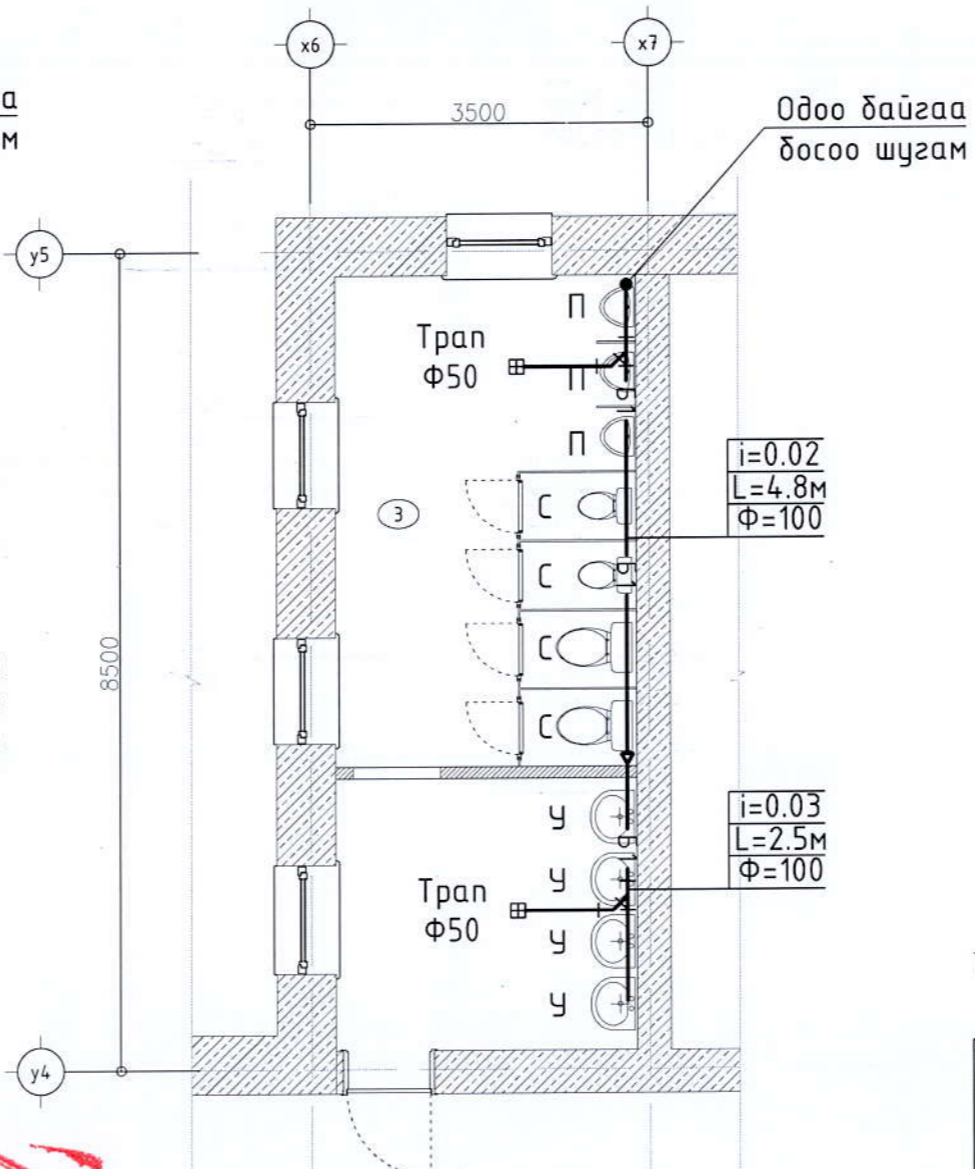 x6
x7
а
м
3500
Одоо байгаа
босоо шугам
y5
П
Трап
Ф50
П
П
i=0.02
L=4.8м
Ф=100
3
С
С
С
С
8500
i=0.03
L=2.5м
Ф=100
У
У
Трап
Ф50
У
У
y4